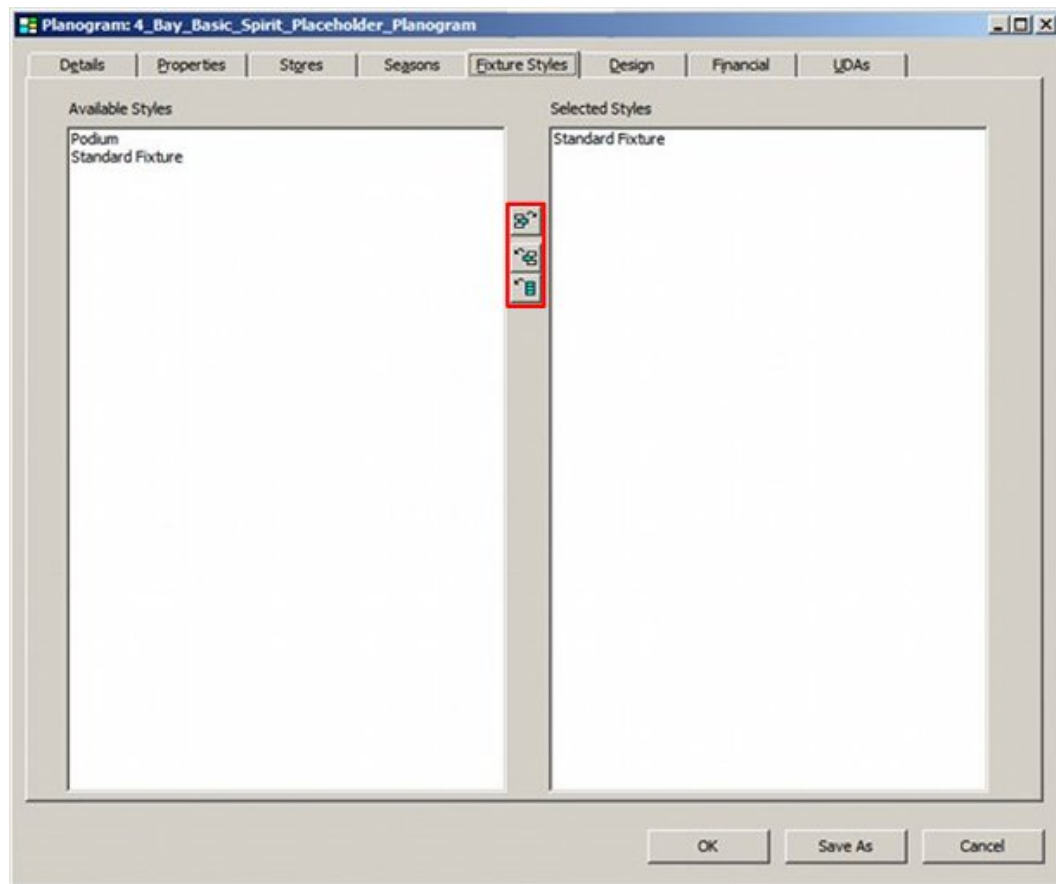 Planogram: 4_Bay_Basic_Spirit_Placeholder_Planogram
Details Properties Stores Seasons Fixture Styles Design Financial UDAs
Available Styles
Podium
Standard Fixture
Selected Styles
Standard Fixture
OK Save As Cancel